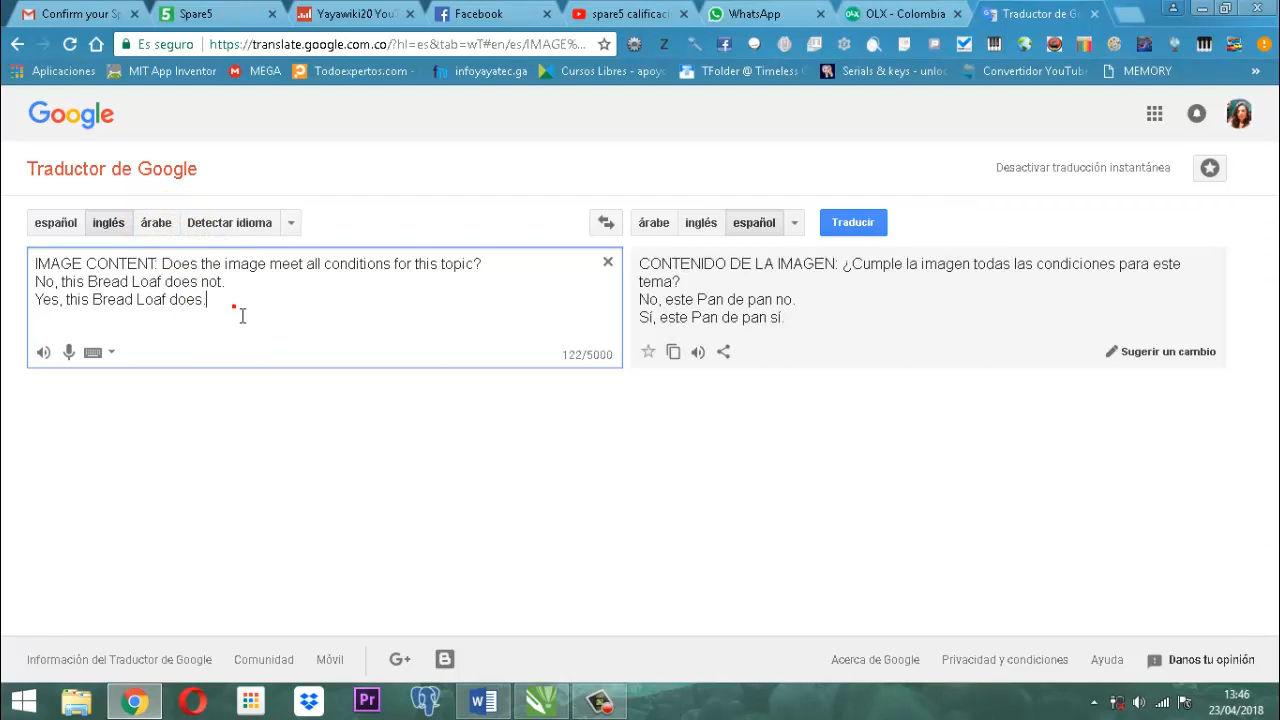 Confirm your Sp
Spare5
Yayawiki20 YouT
Facebook
spare5 calificaci
WhatsApp
OLX - Colombia
Traductor de Go
Es seguro
https://translate.google.com.co/?hl=es&tab=wT#en/es/IMAGE%...
Aplicaciones
MIT App Inventor
MEGA
Todoexpertos.com -
infoyayatec.ga
Cursos Libres - apoyo
TFolder @ Timeless
Serials & keys - unloc
Convertidor YouTube
MEMORY
»
Google
Traductor de Google
Desactivar traducción instantánea
español
inglés
árabe
Detectar idioma
árabe
inglés
español
Traducir
IMAGE CONTENT: Does the image meet all conditions for this topic?
No, this Bread Loaf does not.
Yes, this Bread Loaf does.
122/5000
CONTENIDO DE LA IMAGEN: ¿Cumple la imagen todas las condiciones para este
tema?
No, este Pan de pan no.
Sí, este Pan de pan sí.
Sugerir un cambio
Información del Traductor de Google
Comunidad
Móvil
G+
Acerca de Google
Privacidad y condiciones
Ayuda
Danos tu opinión
Pr
13:46
23/04/2018